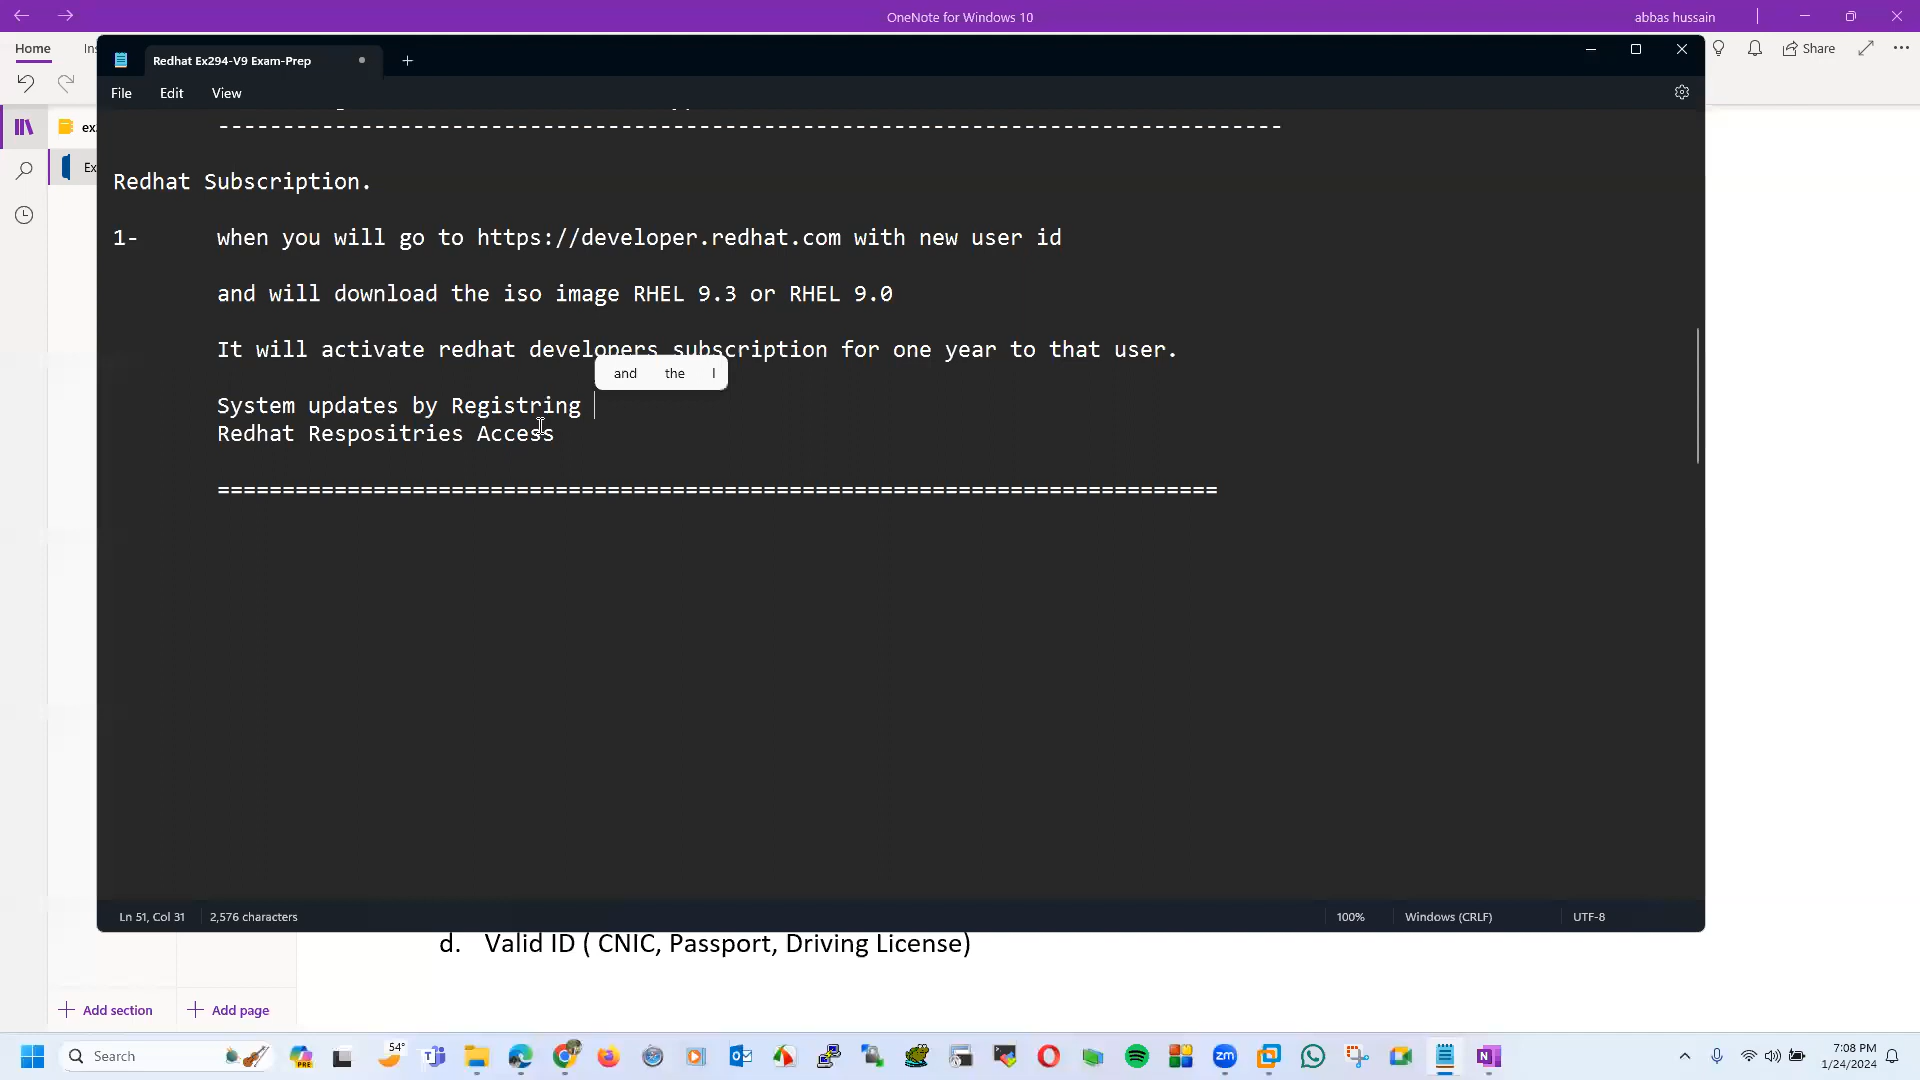 OneNote for Windows 10
abbas hussain
Home
Share
Redhat Ex294-V9 Exam-Prep
File Edit View
--------------------------------------------------------------------------------
Redhat Subscription.
1- when you will go to https://developer.redhat.com with new user id
and will download the iso image RHEL 9.3 or RHEL 9.0
It will activate redhat developers subscription for one year to that user.
and the I
System updates by Registring
Redhat Respositries Access
=============================================================================
Ln 51, Col 31 2,576 characters 100% Windows (CRLF) UTF-8
d. Valid ID ( CNIC, Passport, Driving License)
Add section Add page
Search
54°
7:08 PM
1/24/2024